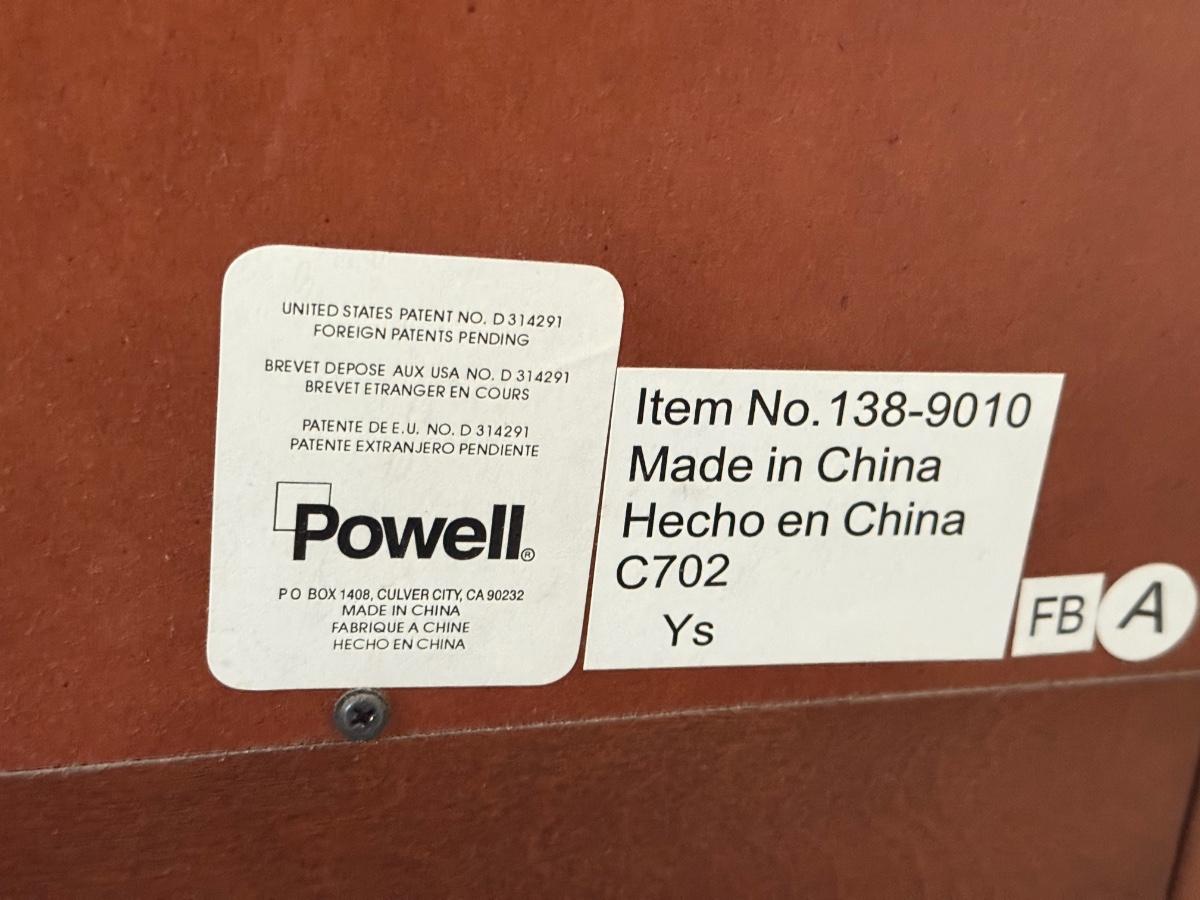 UNITED STATES PATENT NO. D 314291
FOREIGN PATENTS PENDING
BREVET DEPOSE AUX USA NO. D 314291
BREVET ETRANGER EN COURS
PATENTE DE E.U. NO. D 314291
PATENTE EXTRANJERO PENDIENTE
Powell®
P O BOX 1408, CULVER CITY, CA 90232
MADE IN CHINA
FABRIQUE A CHINE
HECHO EN CHINA
Item No.138-9010
Made in China
Hecho en China
C702
Ys
FB
A